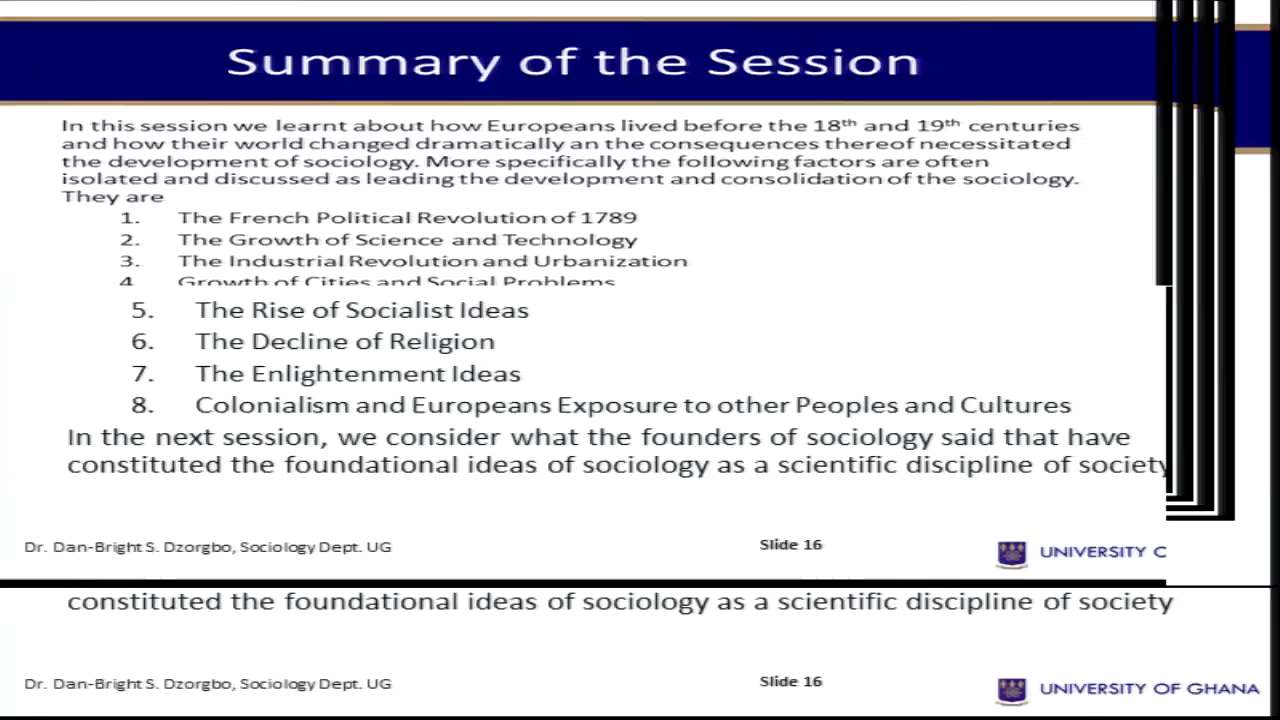 Summary of the Session
In this session we learnt about how Europeans lived before the 18th and 19th centuries
and how their world changed dramatically an the consequences thereof necessitated
the development of sociology. More specifically the following factors are often
isolated and discussed as leading the development and consolidation of the sociology.
They are
1. The French Political Revolution of 1789
2. The Growth of Science and Technology
3. The Industrial Revolution and Urbanization
4 Growth of Cities and Social Problems
5. The Rise of Socialist Ideas
6. The Decline of Religion
7. The Enlightenment Ideas
8. Colonialism and Europeans Exposure to other Peoples and Cultures
In the next session, we consider what the founders of sociology said that have
constituted the foundational ideas of sociology as a scientific discipline of society
Dr. Dan-Bright S. Dzorgbo, Sociology Dept. UG
Slide 16
UNIVERSITY C
constituted the foundational ideas of sociology as a scientific discipline of society
Dr. Dan-Bright S. Dzorgbo, Sociology Dept. UG
Slide 16
UNIVERSITY OF GHANA